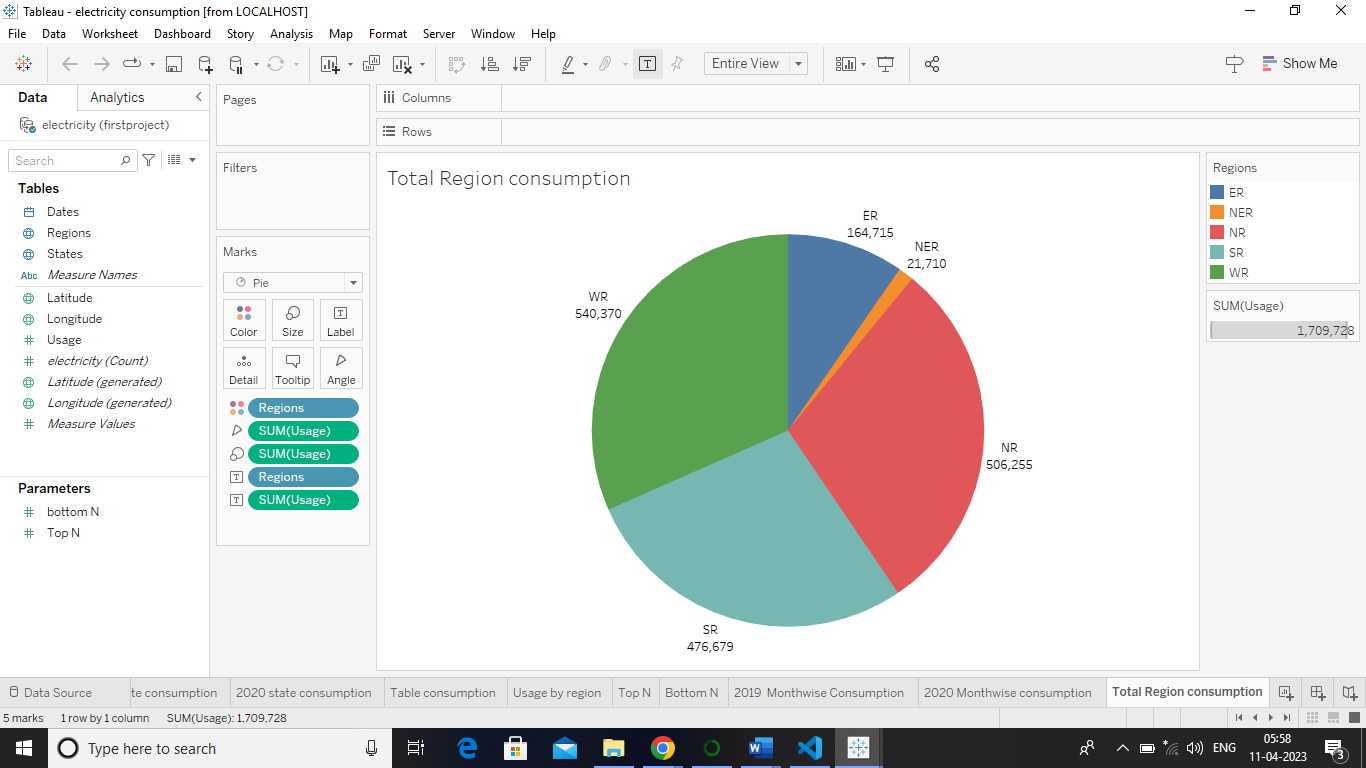 Tableau - electricity consumption [from LOCALHOST]
File Data Worksheet Dashboard Story Analysis Map Format Server Window Help
Entire View
Show Me
Data Analytics
electricity (firstproject)
Search
Tables
Dates
Regions
States
Abc Measure Names
Latitude
Longitude
Usage
electricity (Count)
Latitude (generated)
Longitude (generated)
Measure Values
Parameters
bottom N
Top N
Pages
Filters
Marks
Pie
Color Size Label
Detail Tooltip Angle
Regions
SUM(Usage)
SUM(Usage)
Regions
SUM(Usage)
Columns
Rows
Total Region consumption
ER
164,715
NER
21,710
WR
540,370
NR
506,255
SR
476,679
Regions
ER
NER
NR
SR
WR
SUM(Usage)
1,709,728
Data Source te consumption 2020 state consumption Table consumption Usage by region Top N Bottom N 2019 Monthwise Consumption 2020 Monthwise consumption Total Region consumption
5 marks 1 row by 1 column SUM(Usage): 1,709,728
Type here to search
ENG
05:58
11-04-2023
3